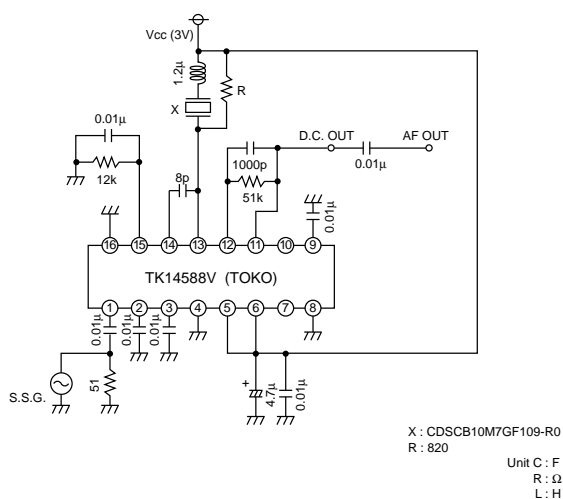 Vcc (3V)
1.2μ
R
X
0.01μ
12k
8p
1000p
51k
D.C. OUT
AF OUT
0.01μ
0.01μ
16 15 14 13 12 11 10 9
TK14588V (TOKO)
1 2 3 4 5 6 7 8
0.01μ
0.01μ
0.01μ
S.S.G.
51
+
4.7μ
0.01μ
X : CDSCB10M7GF109-R0
R : 820
Unit C : F
R : Ω
L : H